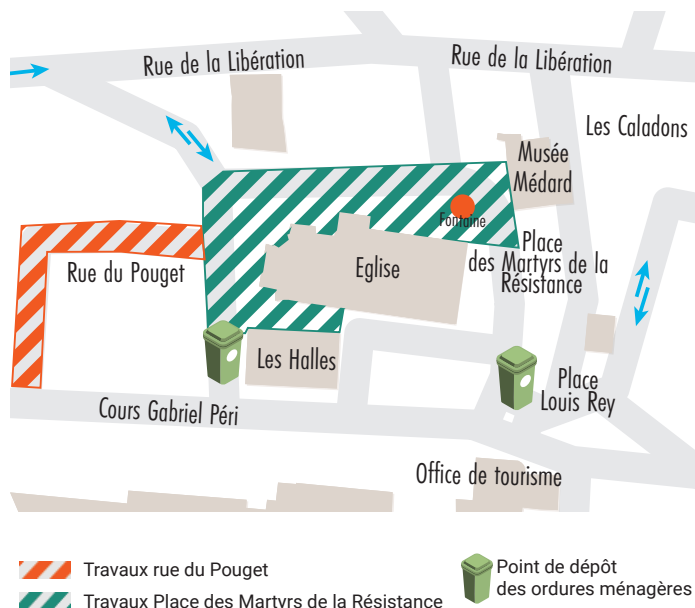 Rue de la Libération
Rue de la Libération
Les Caladons
Musée
Médard
Fontaine
Place
des Martyrs de la
Résistance
Rue du Pouget
Eglise
Les Halles
Place
Louis Rey
Cours Gabriel Péri
Office de tourisme
Travaux rue du Pouget
Travaux Place des Martyrs de la Résistance
Point de dépôt
des ordures ménagères